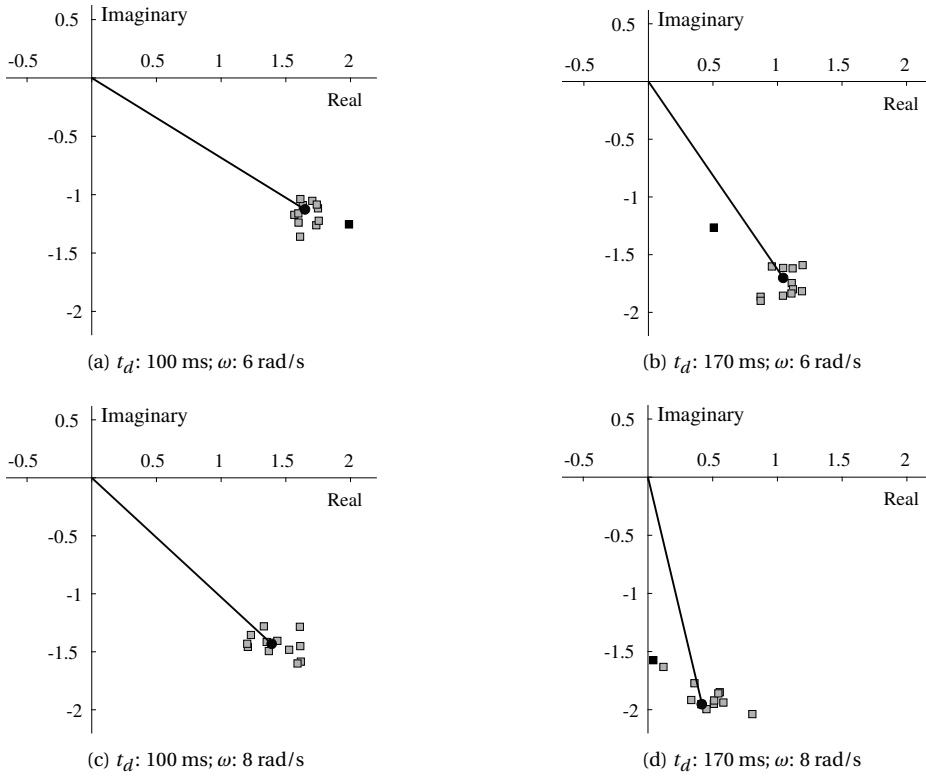 0.5 Imaginary
-0.5 0.5 1 1.5 2
Real
-0.5
-1
-1.5
-2
(a) t_d: 100 ms; ω: 6 rad/s
0.5 Imaginary
-0.5 0.5 1 1.5 2
Real
-0.5
-1
-1.5
-2
(b) t_d: 170 ms; ω: 6 rad/s
0.5 Imaginary
-0.5 0.5 1 1.5 2
Real
-0.5
-1
-1.5
-2
(c) t_d: 100 ms; ω: 8 rad/s
0.5 Imaginary
-0.5 0.5 1 1.5 2
Real
-0.5
-1
-1.5
-2
(d) t_d: 170 ms; ω: 8 rad/s